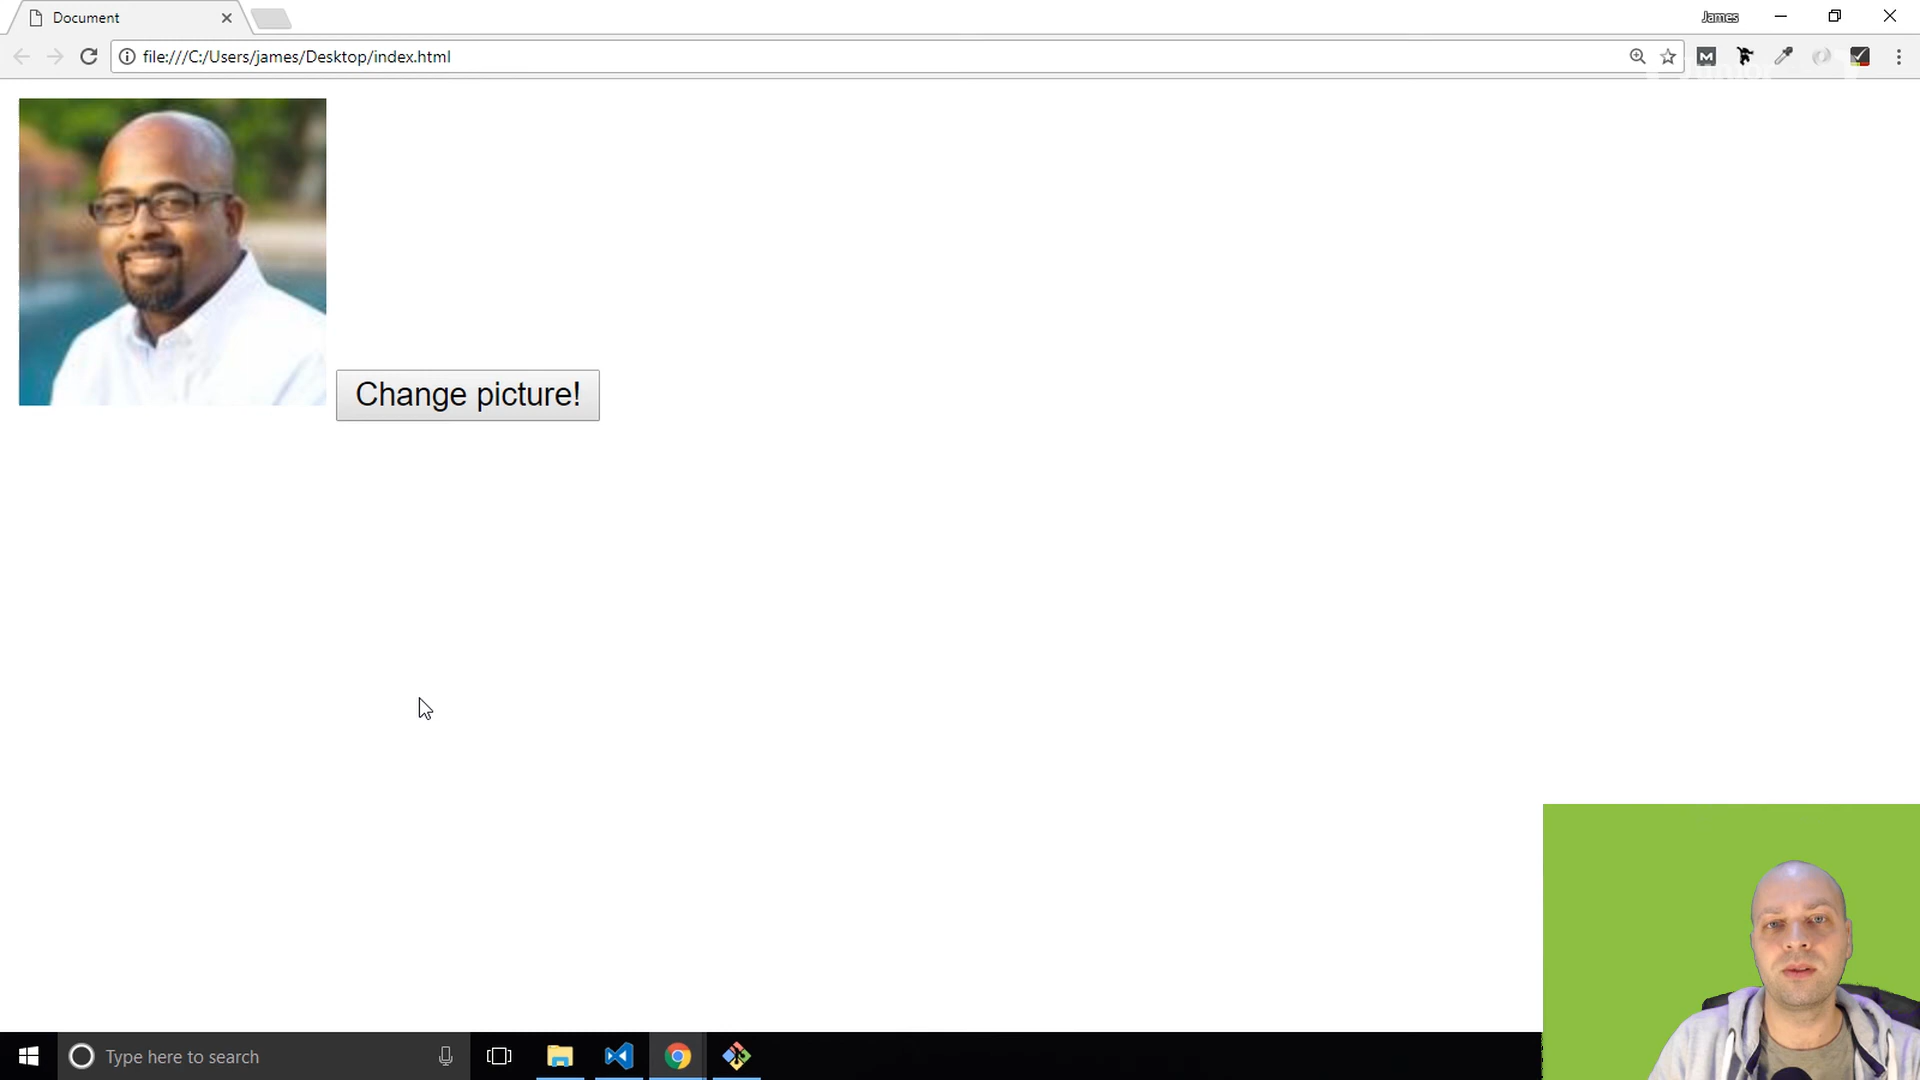 Document
James
file:///C:/Users/james/Desktop/index.html
M
Change picture!
Type here to search